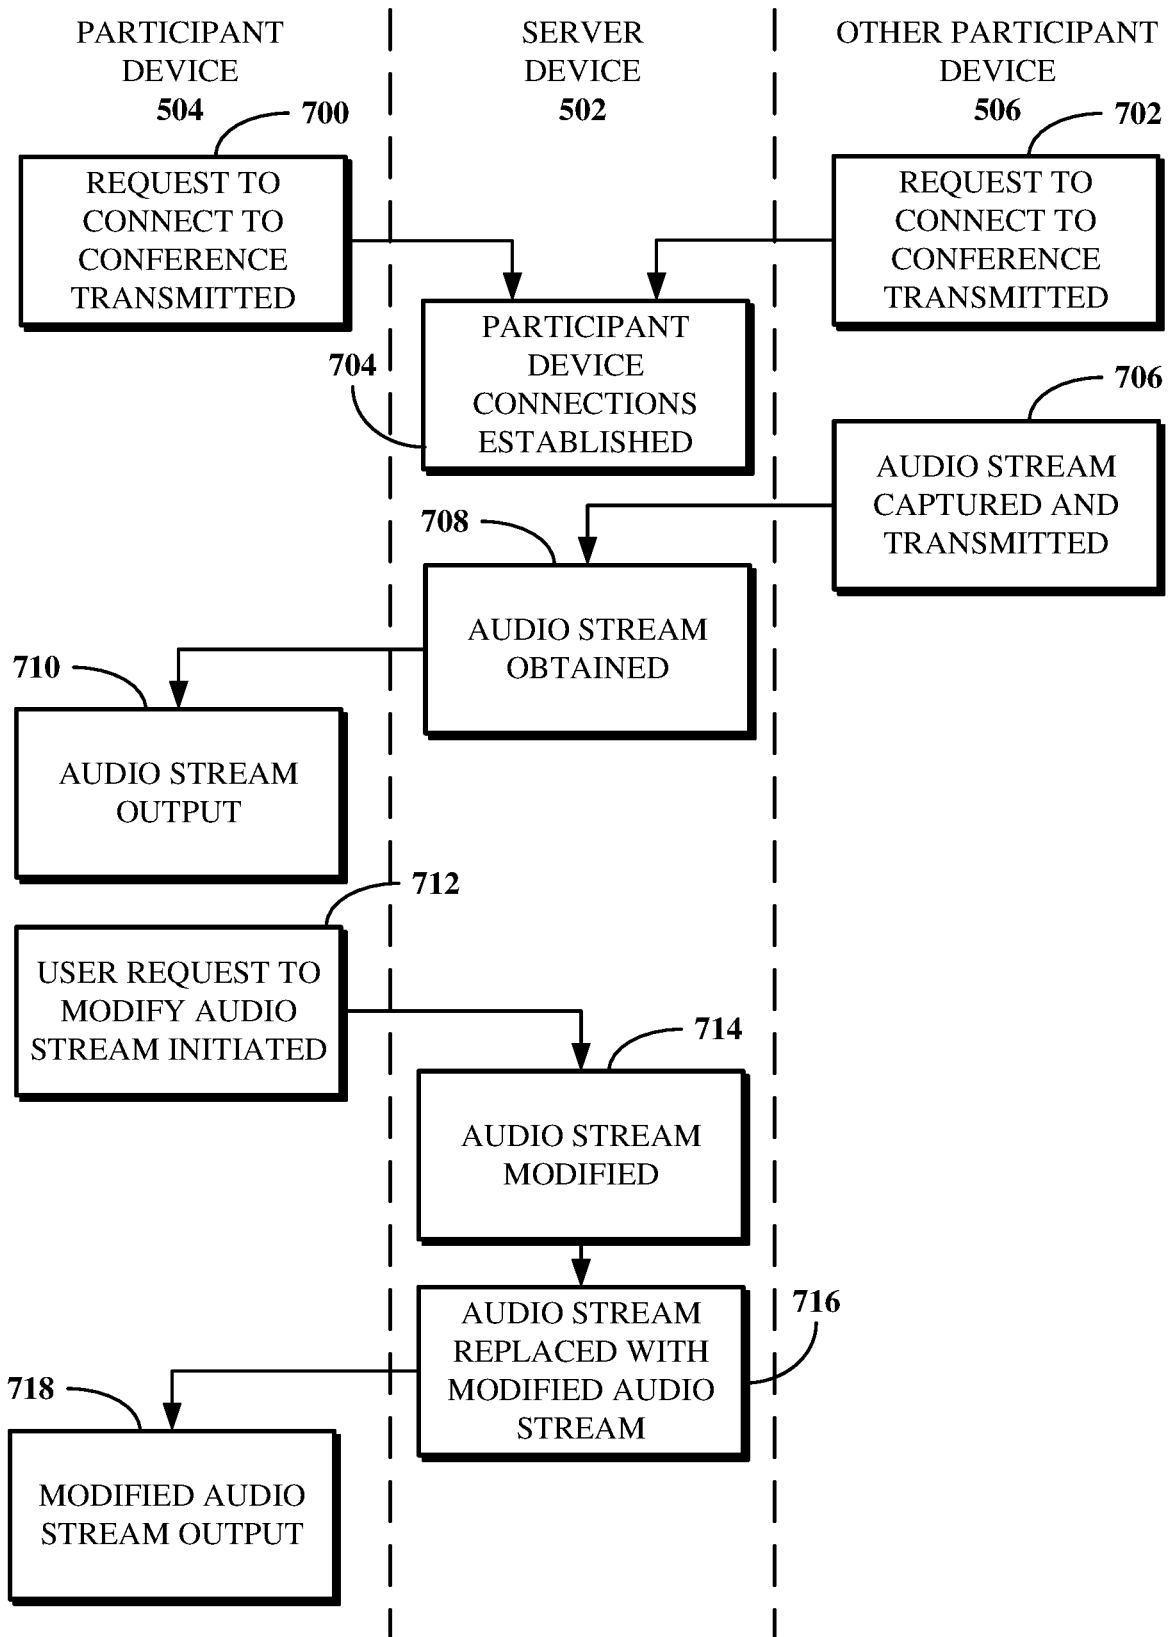 PARTICIPANT
DEVICE
504
SERVER
DEVICE
502
OTHER PARTICIPANT
DEVICE
506
700
REQUEST TO
CONNECT TO
CONFERENCE
TRANSMITTED
702
REQUEST TO
CONNECT TO
CONFERENCE
TRANSMITTED
704
PARTICIPANT
DEVICE
CONNECTIONS
ESTABLISHED
706
AUDIO STREAM
CAPTURED AND
TRANSMITTED
708
AUDIO STREAM
OBTAINED
710
AUDIO STREAM
OUTPUT
712
USER REQUEST TO
MODIFY AUDIO
STREAM INITIATED
714
AUDIO STREAM
MODIFIED
716
AUDIO STREAM
REPLACED WITH
MODIFIED AUDIO
STREAM
718
MODIFIED AUDIO
STREAM OUTPUT